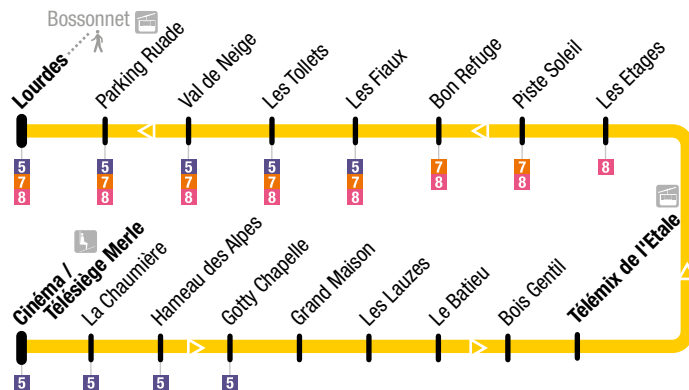 Bossonnet
Lourdes
Parking Ruade
Val de Neige
Les Tollets
Les Fiaux
Bon Refuge
Piste Soleil
Les Etages
5 5 5 5 5 7 7 8
7 7 7 7 7 8 8
8 8 8 8 8
Cinéma /
Télésiège Merle
La Chaumière
Hameau des Alpes
Gotty Chapelle
Grand Maison
Les Lauzes
Le Batieu
Bois Gentil
Télémix de l'Etale
5 5 5 5